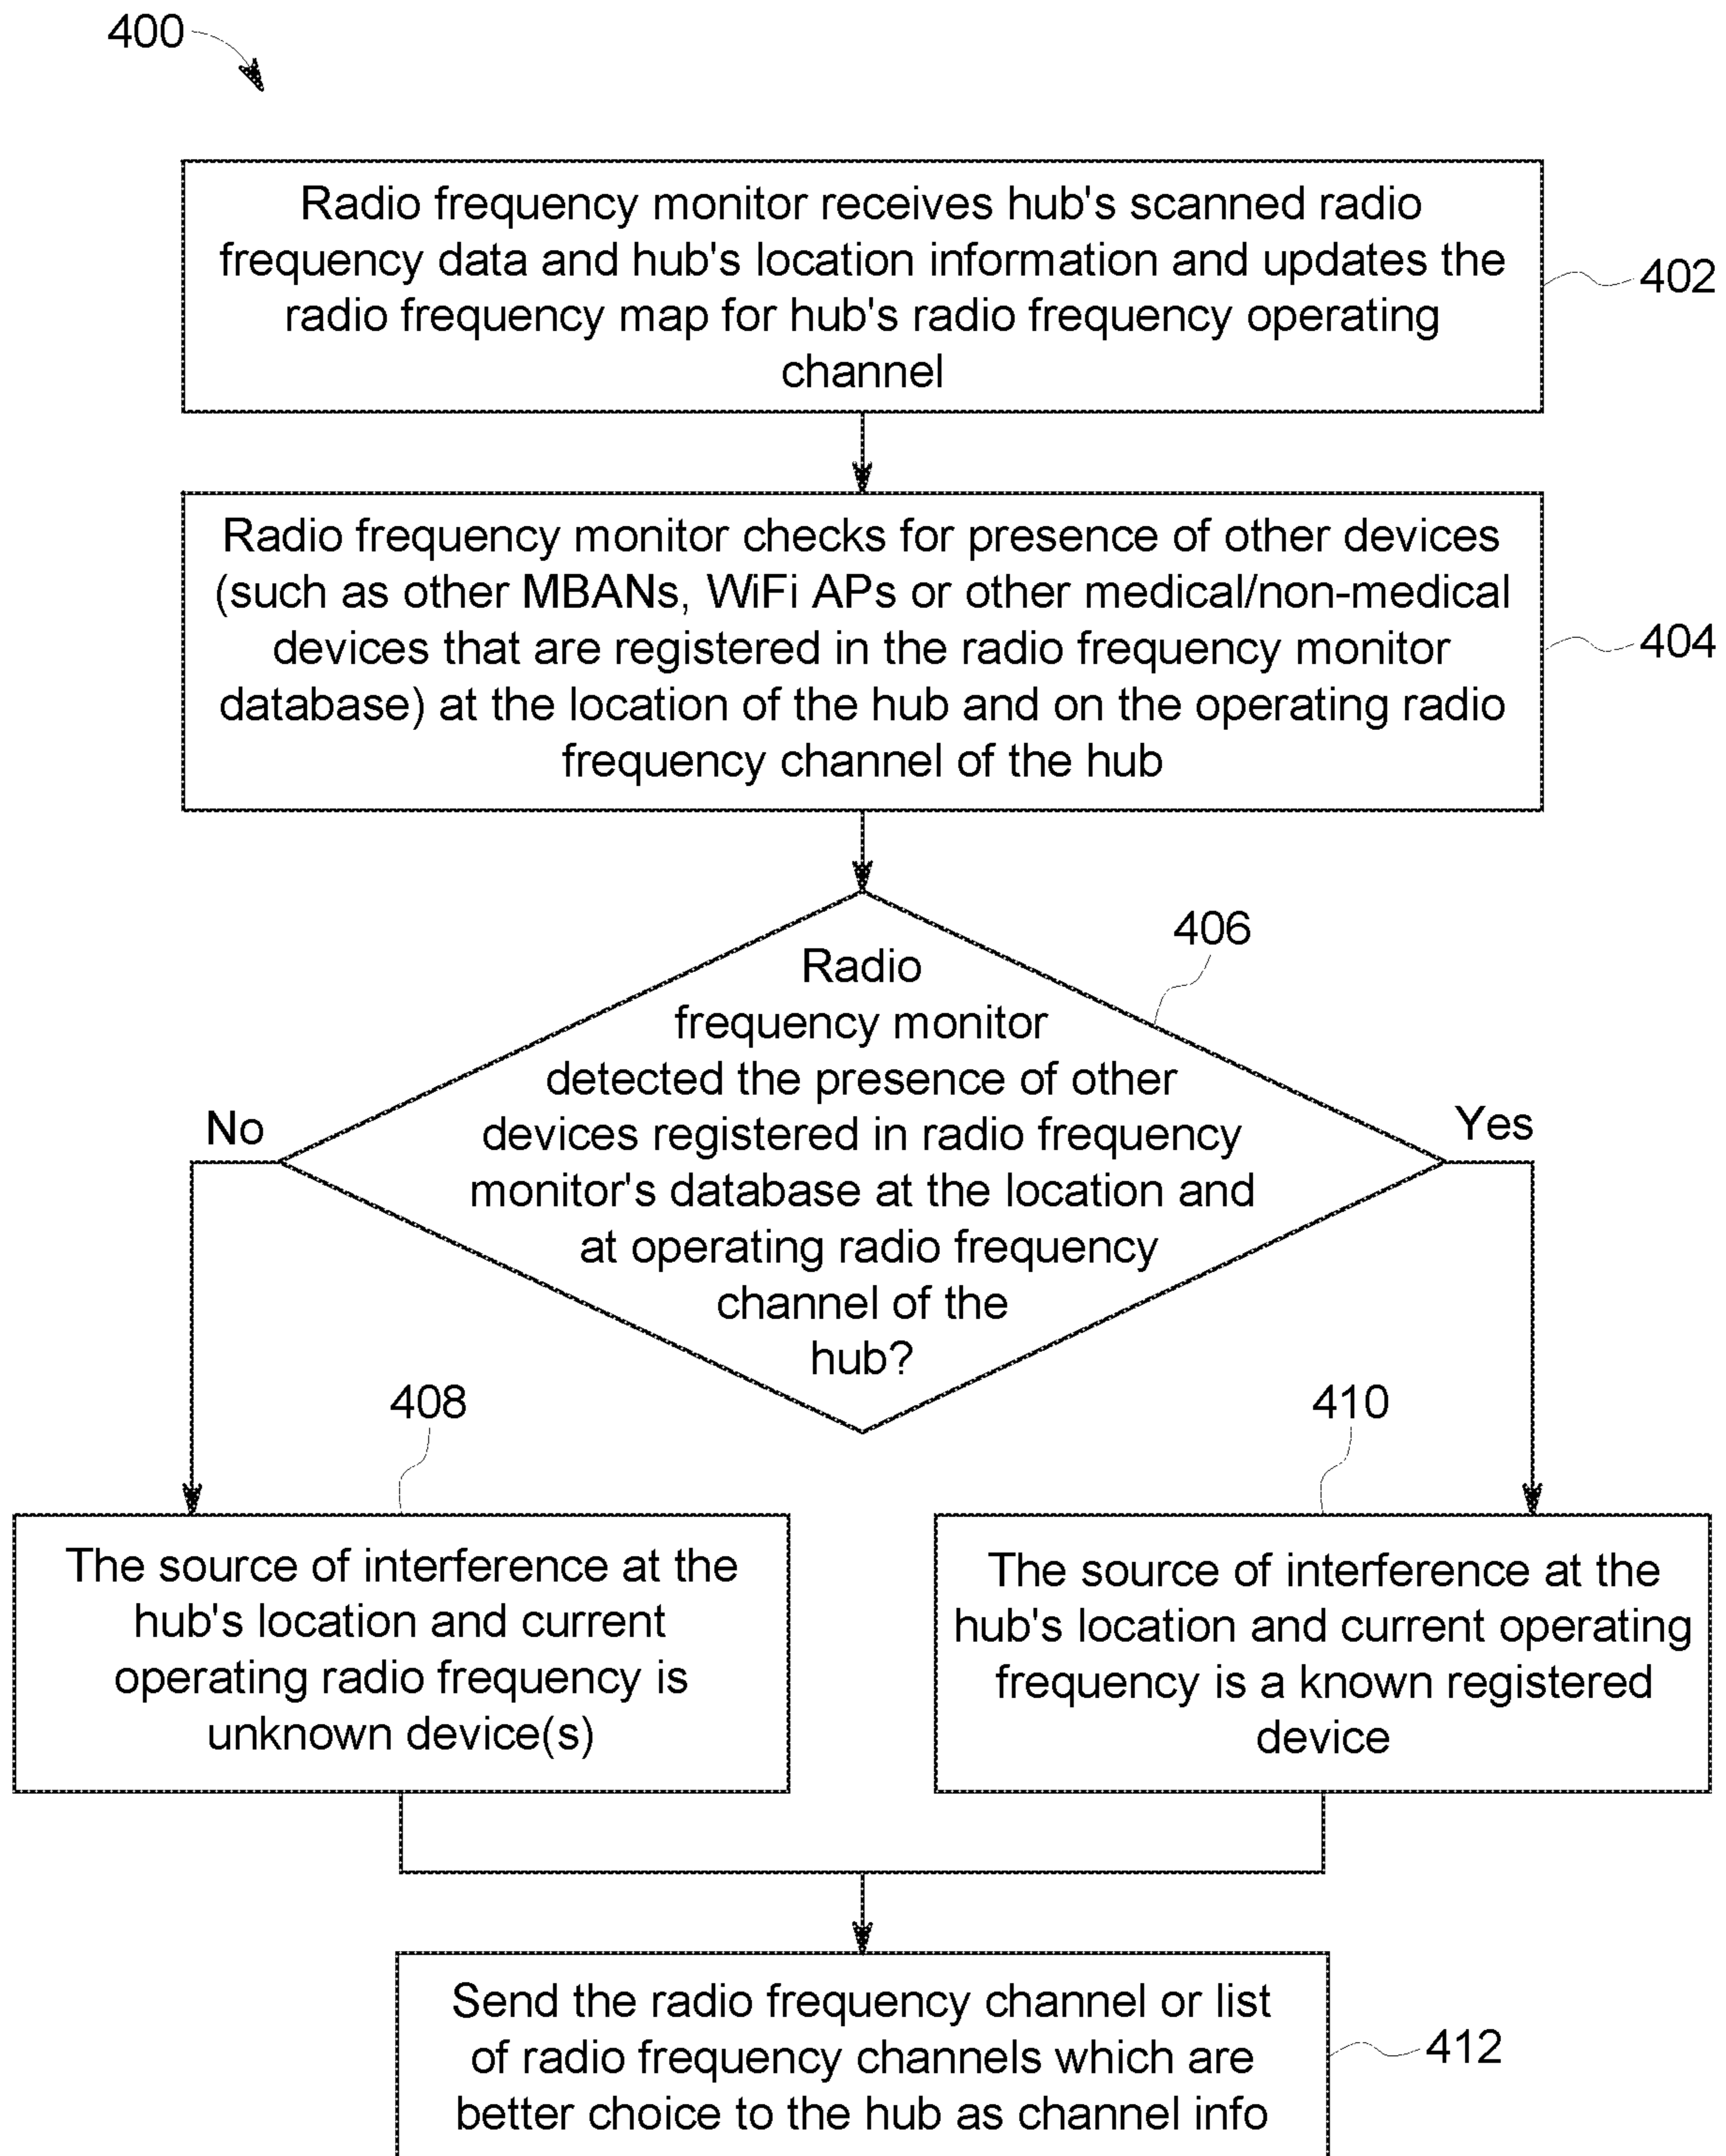 400
Radio frequency monitor receives hub's scanned radio
frequency data and hub's location information and updates the
radio frequency map for hub's radio frequency operating
channel
402
Radio frequency monitor checks for presence of other devices
(such as other MBANs, WiFi APs or other medical/non-medical
devices that are registered in the radio frequency monitor
database) at the location of the hub and on the operating radio
frequency channel of the hub
404
406
Radio
frequency monitor
detected the presence of other
devices registered in radio frequency
monitor's database at the location and
at operating radio frequency
channel of the
hub?
No
Yes
408
The source of interference at the
hub's location and current
operating radio frequency is
unknown device(s)
410
The source of interference at the
hub's location and current operating
frequency is a known registered
device
Send the radio frequency channel or list
of radio frequency channels which are
better choice to the hub as channel info
412